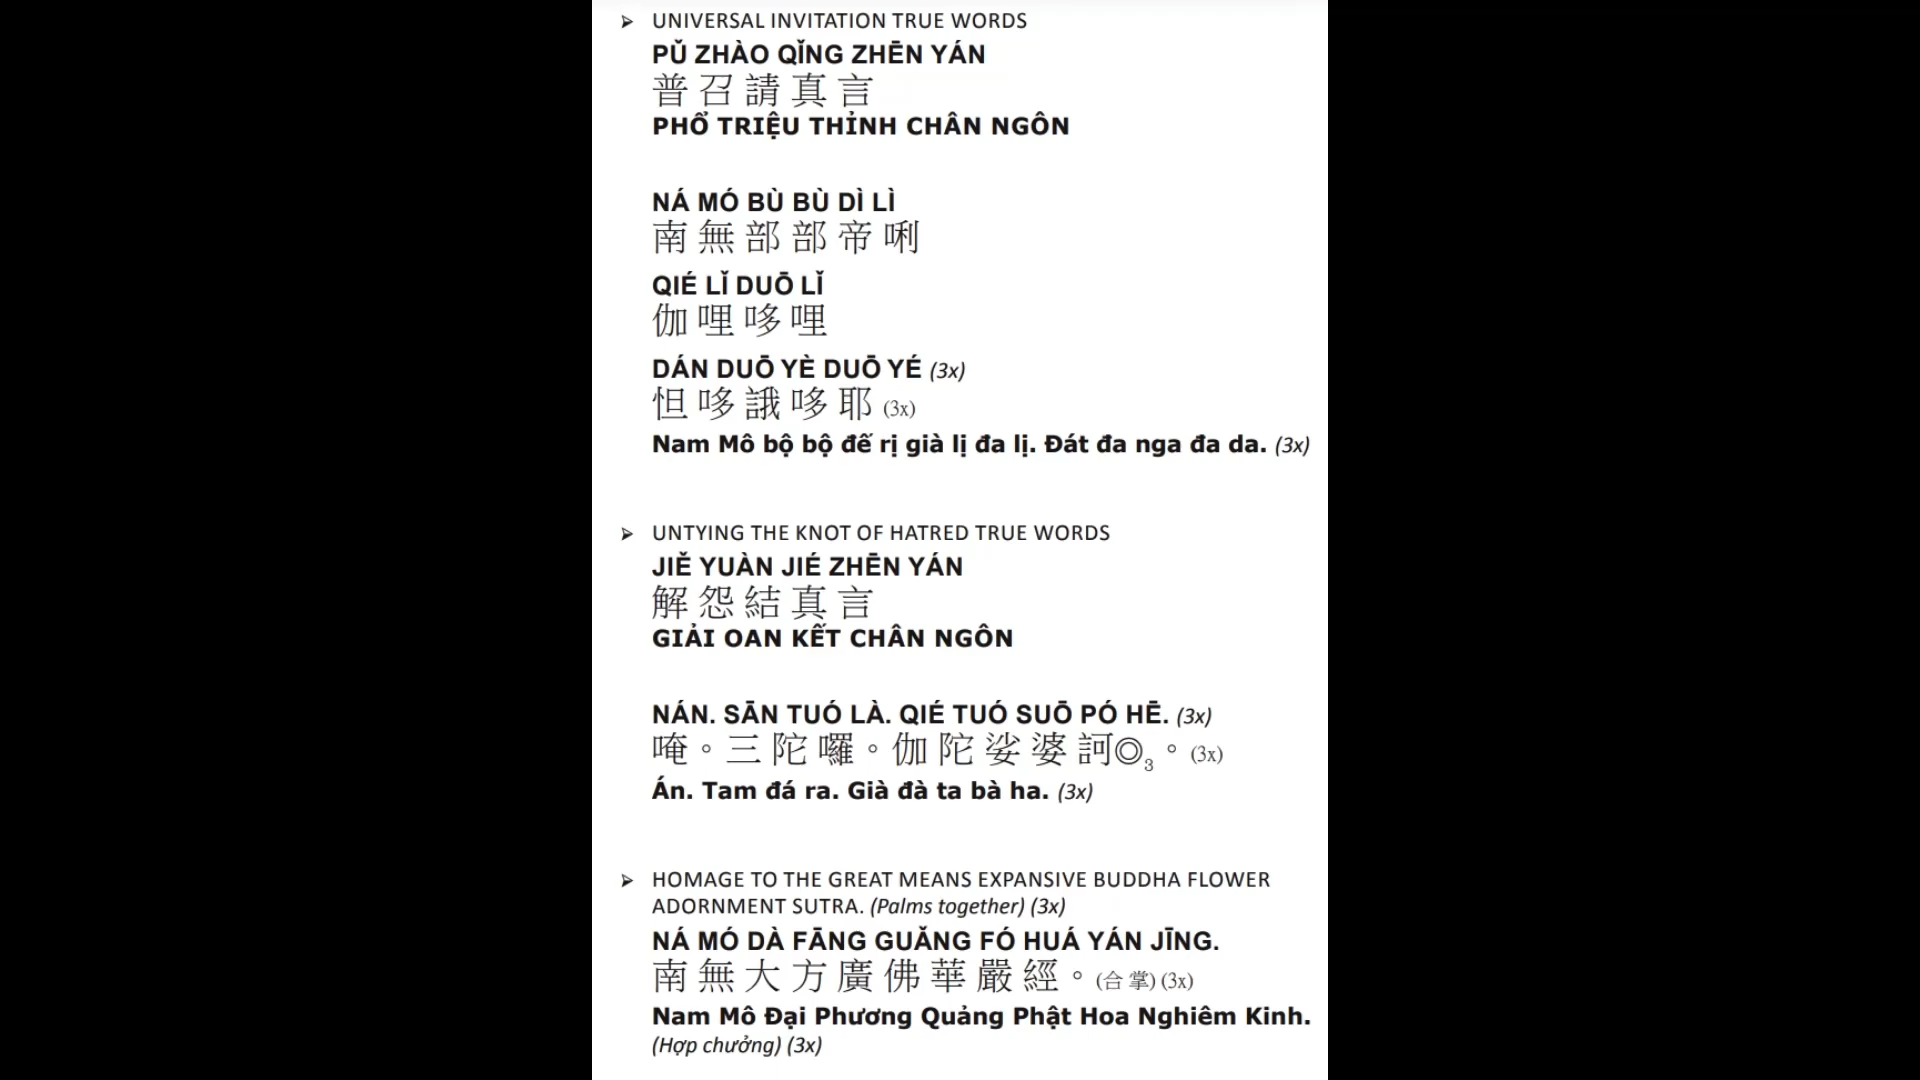 ➢ UNIVERSAL INVITATION TRUE WORDS
PǓ ZHÀO QǏNG ZHĒN YÁN
普召請真言
PHỔ TRIỆU THỈNH CHÂN NGÔN
NÁ MÓ BÙ BÙ DÌ LÌ
南無部部帝唎
QIÉ LǏ DUŌ LǏ
伽哩哆哩
DÁN DUŌ YÈ DUŌ YÉ (3x)
怛哆誐哆耶 (3x)
Nam Mô bộ bộ đế rị già lị đa lị. Đát đa nga đa da. (3x)
➢ UNTYING THE KNOT OF HATRED TRUE WORDS
JIĚ YUÀN JIÉ ZHĒN YÁN
解怨結真言
GIẢI OAN KẾT CHÂN NGÔN
NÁN. SĀN TUÓ LÀ. QIÉ TUÓ SUŌ PÓ HĒ. (3x)
唵。三陀囉。伽陀娑婆訶◎3。(3x)
Án. Tam đá ra. Già đà ta bà ha. (3x)
➢ HOMAGE TO THE GREAT MEANS EXPANSIVE BUDDHA FLOWER
ADORNMENT SUTRA. (Palms together) (3x)
NÁ MÓ DÀ FĀNG GUǍNG FÓ HUÁ YÁN JĪNG.
南無大方廣佛華嚴經。(合掌) (3x)
Nam Mô Đại Phương Quảng Phật Hoa Nghiêm Kinh.
(Hợp chưởng) (3x)